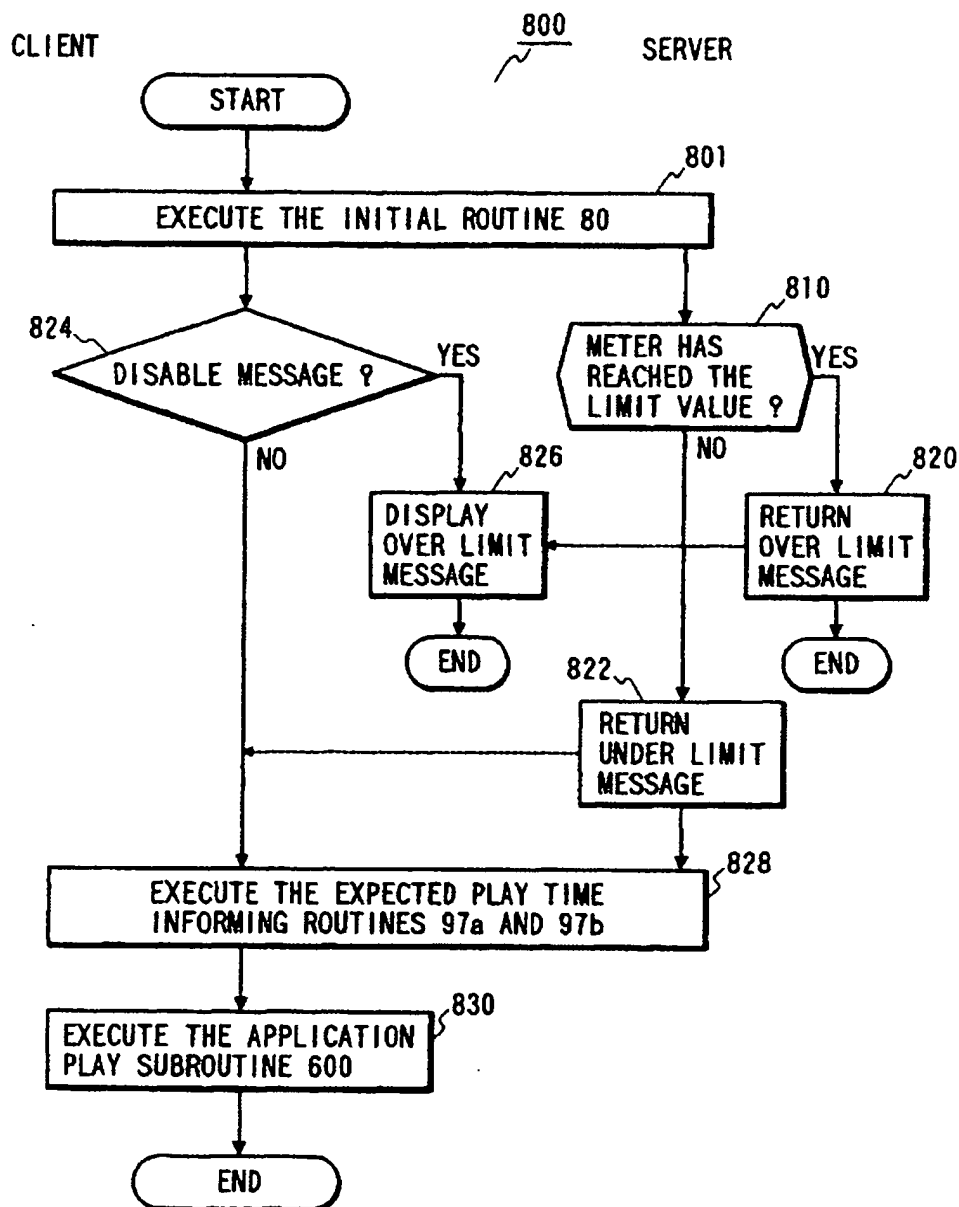 CLIENT
800
SERVER
START
801
EXECUTE THE INITIAL ROUTINE 80
824
DISABLE MESSAGE ?
YES
NO
810
METER HAS
REACHED THE
LIMIT VALUE ?
YES
NO
826
DISPLAY
OVER LIMIT
MESSAGE
820
RETURN
OVER LIMIT
MESSAGE
END
END
822
RETURN
UNDER LIMIT
MESSAGE
828
EXECUTE THE EXPECTED PLAY TIME
INFORMING ROUTINES 97a AND 97b
830
EXECUTE THE APPLICATION
PLAY SUBROUTINE 600
END